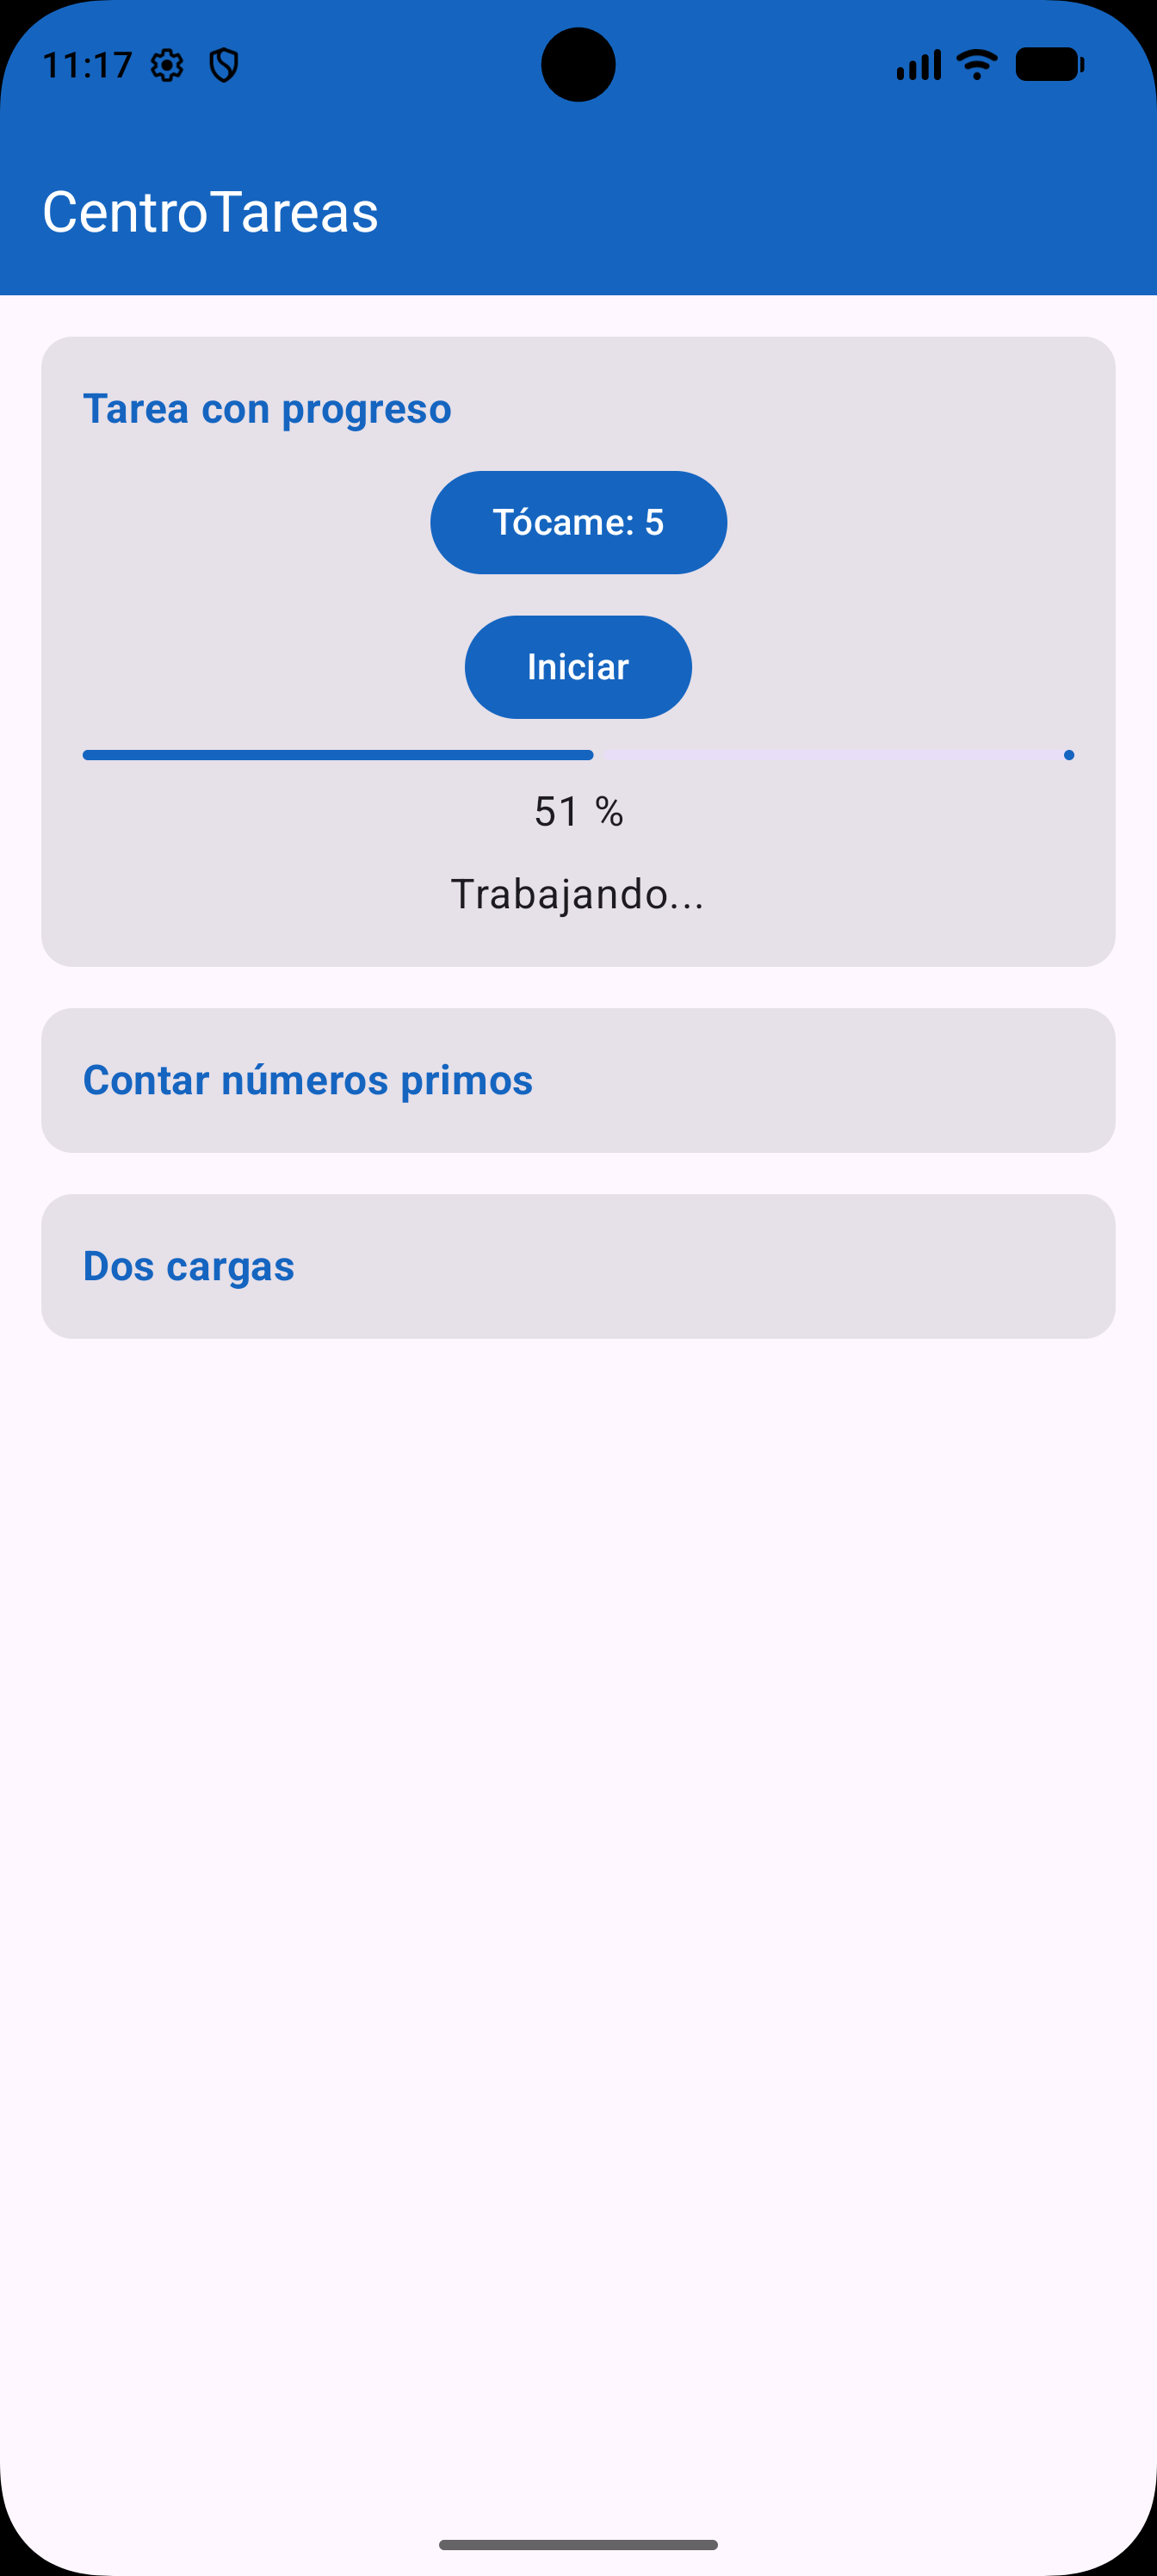 11:17
CentroTareas
Tarea con progreso
Tócame: 5
Iniciar
51 %
Trabajando...
Contar números primos
Dos cargas